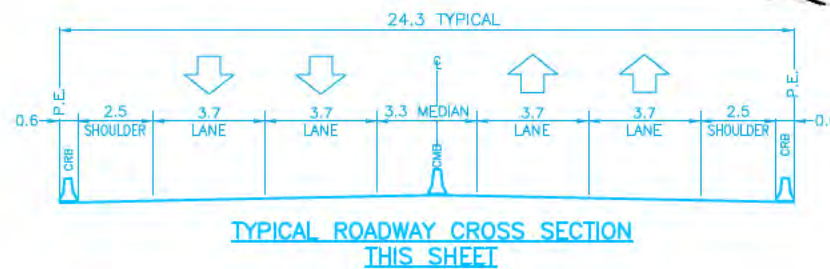 24.3 TYPICAL
P.E. ℄ P.E.
0.6 2.5 3.7 3.7 3.3 MEDIAN 3.7 3.7 2.5 0.
SHOULDER LANE LANE LANE LANE SHOULDER
CRB CMB CRB
TYPICAL ROADWAY CROSS SECTION
THIS SHEET